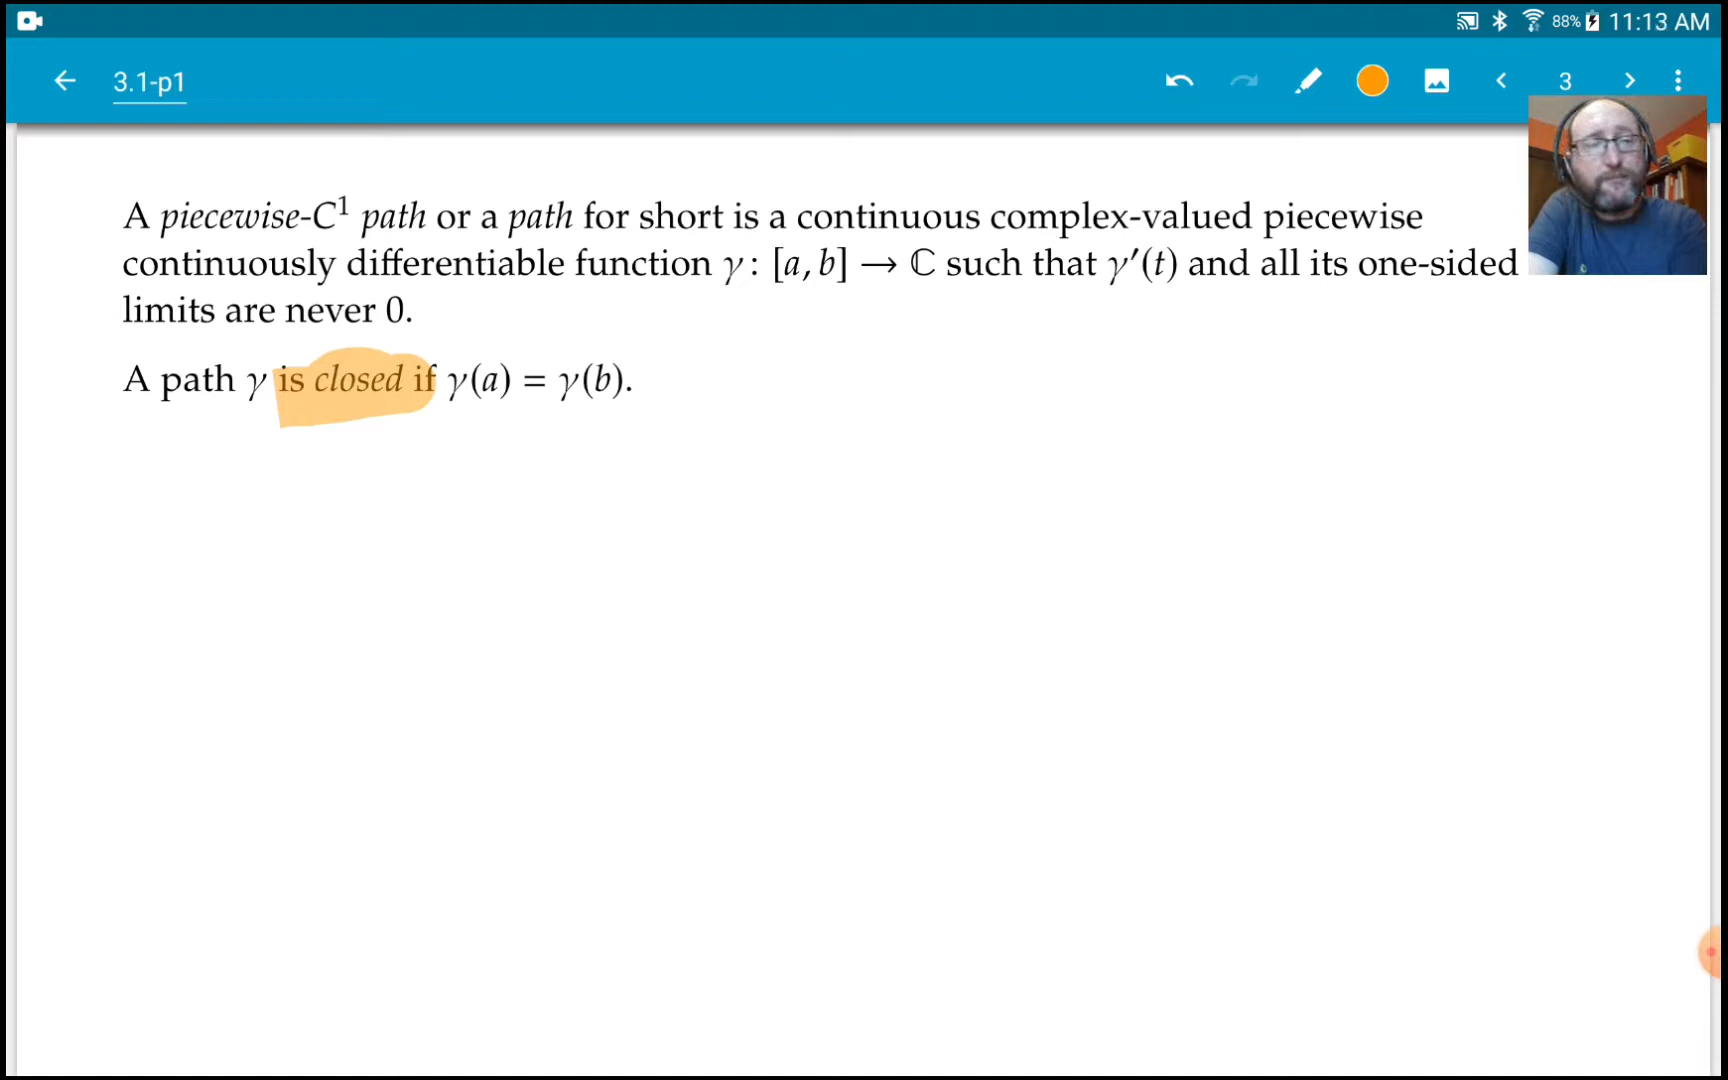 88% 11:13 AM
3.1-p1
3
A piecewise-C¹ path or a path for short is a continuous complex-valued piecewise
continuously differentiable function γ: [a, b] → ℂ such that γ′(t) and all its one-sided
limits are never 0.
A path γ is closed if γ(a) = γ(b).